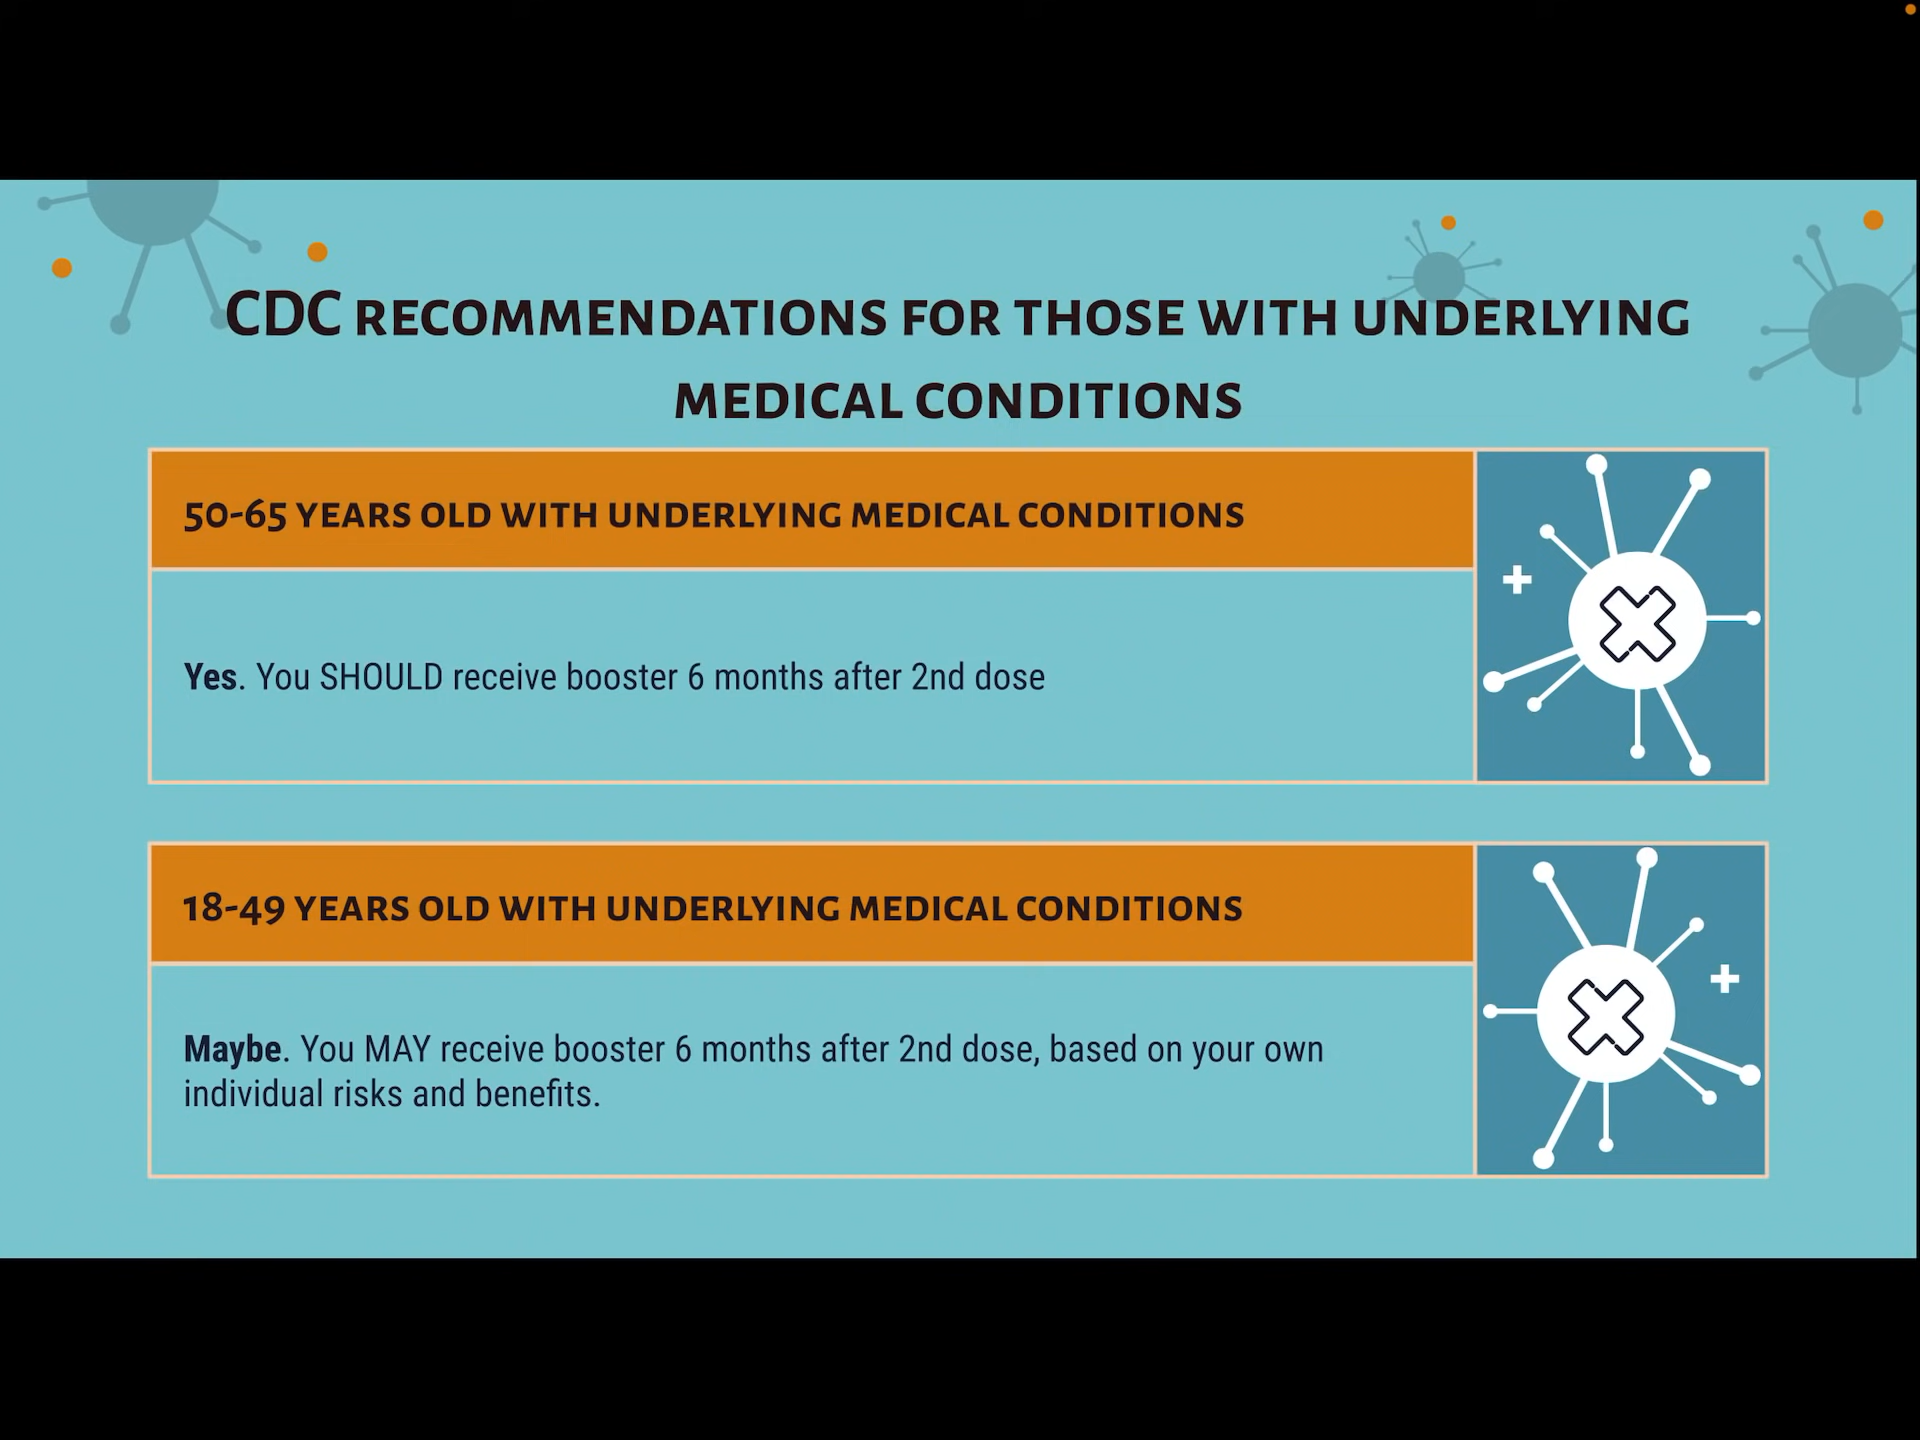 CDC RECOMMENDATIONS FOR THOSE WITH UNDERLYING
MEDICAL CONDITIONS
50-65 YEARS OLD WITH UNDERLYING MEDICAL CONDITIONS
Yes. You SHOULD receive booster 6 months after 2nd dose
18-49 YEARS OLD WITH UNDERLYING MEDICAL CONDITIONS
Maybe. You MAY receive booster 6 months after 2nd dose, based on your own
individual risks and benefits.